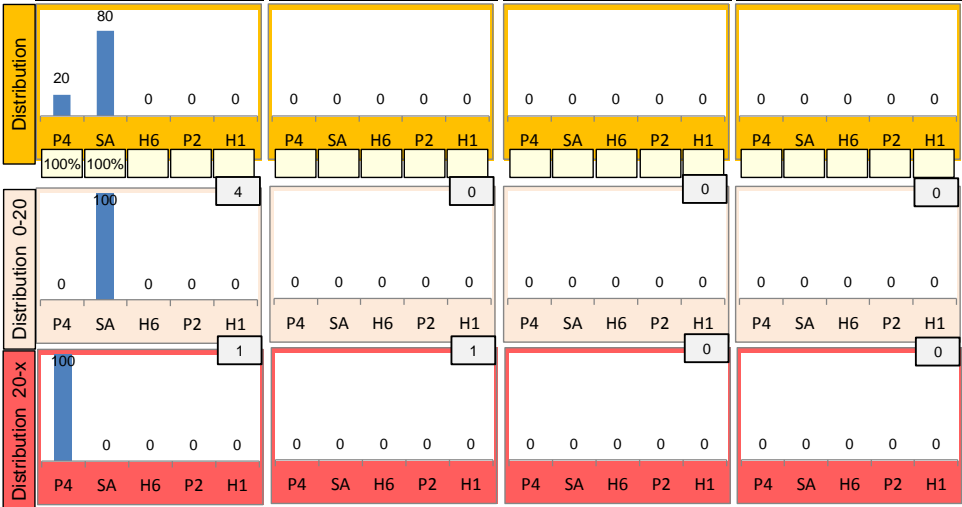 Distribution
80
20 0 0 0
P4 SA H6 P2 H1
100% 100%
0 0 0 0 0
P4 SA H6 P2 H1
0 0 0 0 0
P4 SA H6 P2 H1
0 0 0 0 0
P4 SA H6 P2 H1
Distribution 0-20
4
100
0 0 0 0
P4 SA H6 P2 H1
0
0 0 0 0 0
P4 SA H6 P2 H1
0
0 0 0 0 0
P4 SA H6 P2 H1
0
0 0 0 0 0
P4 SA H6 P2 H1
Distribution 20-x
1
100
0 0 0 0
P4 SA H6 P2 H1
1
0 0 0 0 0
P4 SA H6 P2 H1
0
0 0 0 0 0
P4 SA H6 P2 H1
0
0 0 0 0 0
P4 SA H6 P2 H1